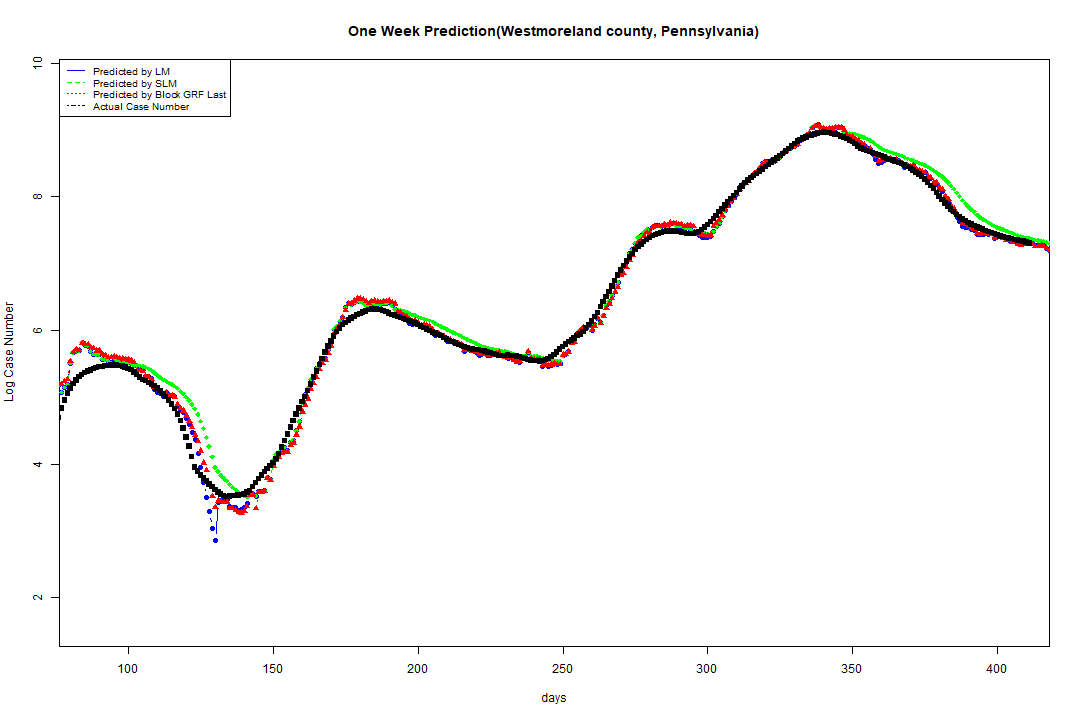 One Week Prediction(Westmoreland county, Pennsylvania)
Predicted by LM
Predicted by SLM
Predicted by Block GRF Last
Actual Case Number
10
8
6
4
2
Log Case Number
100 150 200 250 300 350 400
days